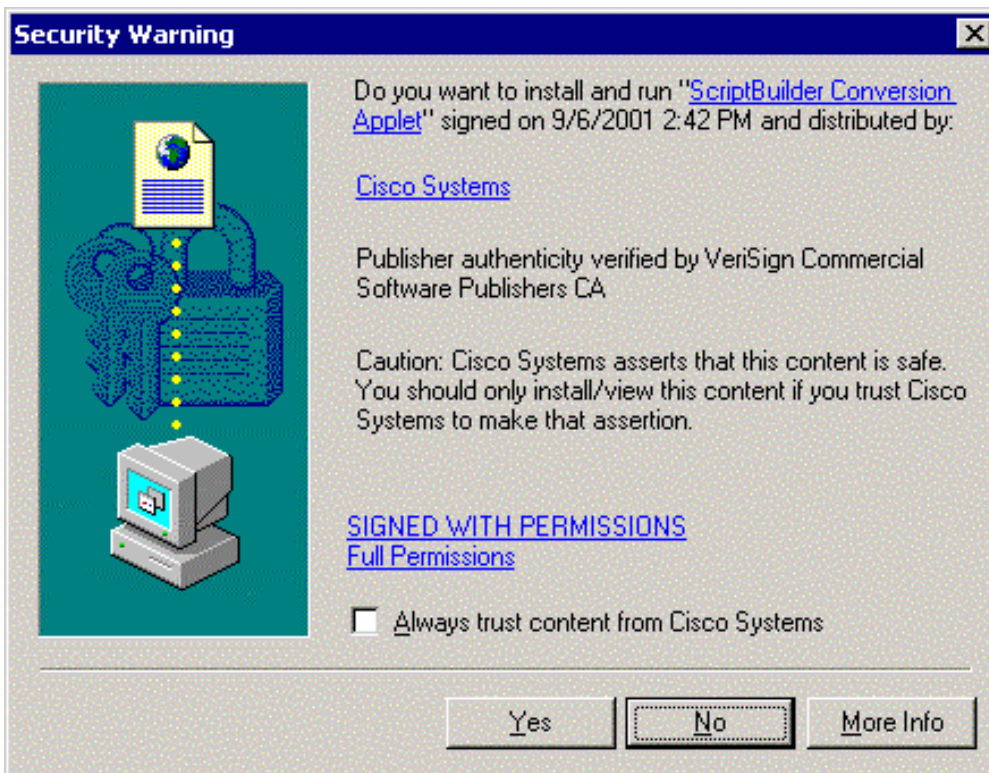 Security Warning
Do you want to install and run "ScriptBuilder Conversion
Applet" signed on 9/6/2001 2:42 PM and distributed by:
Cisco Systems
Publisher authenticity verified by VeriSign Commercial
Software Publishers CA
Caution: Cisco Systems asserts that this content is safe.
You should only install/view this content if you trust Cisco
Systems to make that assertion.
SIGNED WITH PERMISSIONS
Full Permissions
Always trust content from Cisco Systems
Yes No More Info